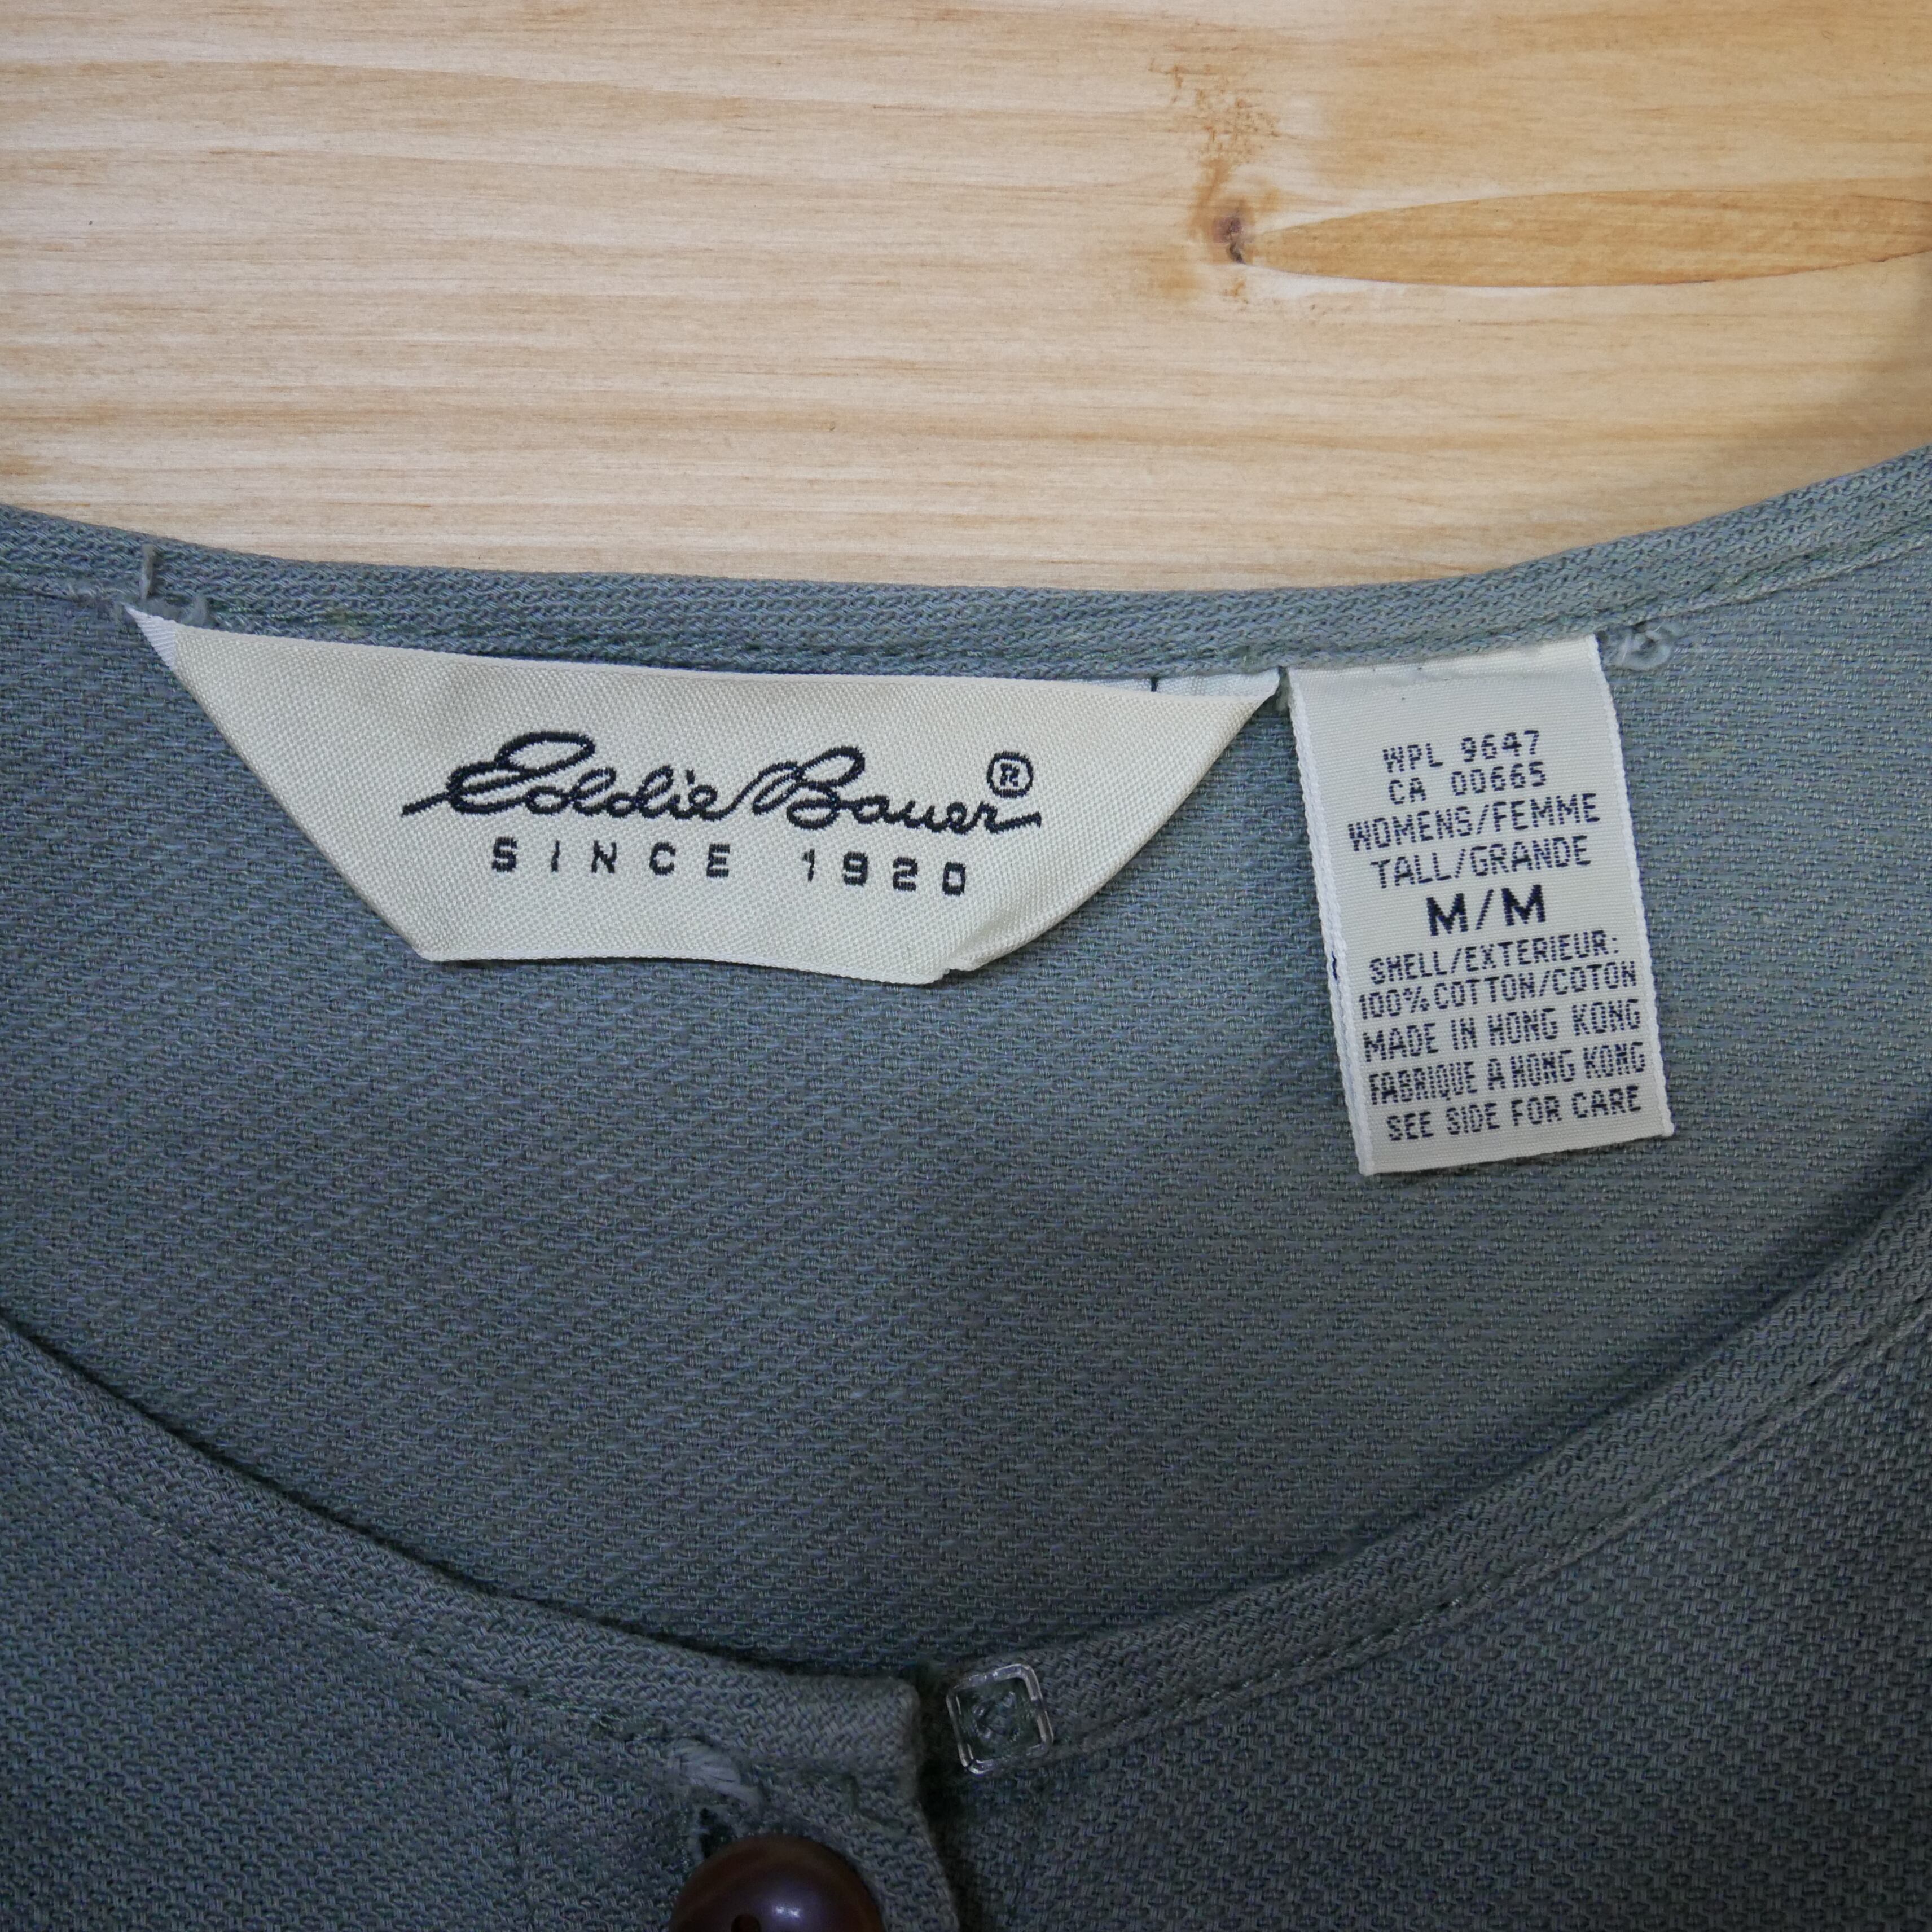 Eddie Bauer®
SINCE 1920
WPL 9647
CA 00665
WOMENS/FEMME
TALL/GRANDE
M/M
SHELL/EXTERIEUR:
100% COTTON/COTON
MADE IN HONG KONG
FABRIQUE A HONG KONG
SEE SIDE FOR CARE